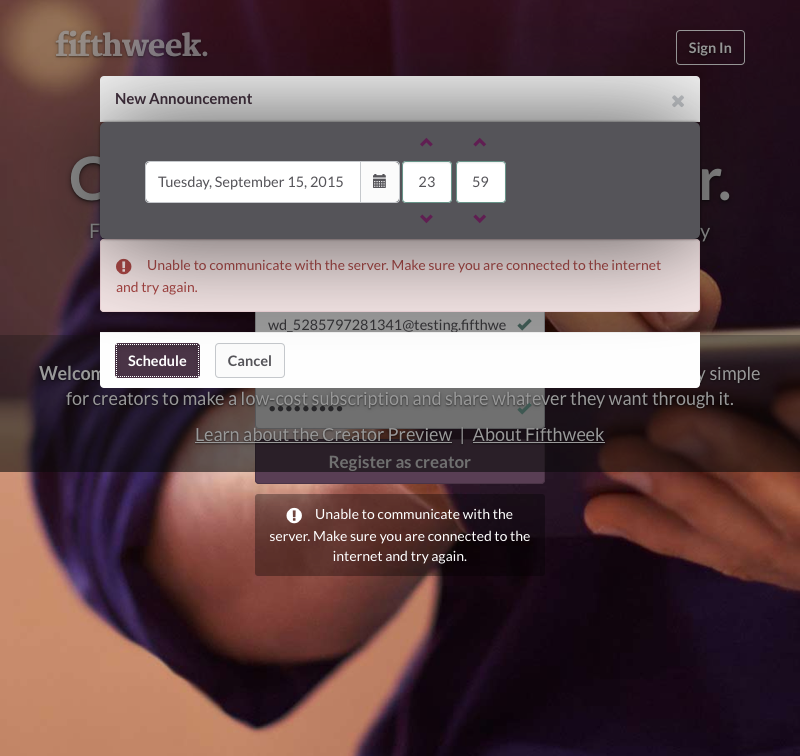 fifthweek.
Sign In
New Announcement
Tuesday, September 15, 2015
23
59
Unable to communicate with the server. Make sure you are connected to the internet
and try again.
wd_5285797281341@testing.fifthwe
Schedule
Cancel
simple
for creators to make a low-cost subscription and share whatever they want through it.
Learn about the Creator Preview | About Fifthweek
Register as creator
Unable to communicate with the
server. Make sure you are connected to the
internet and try again.